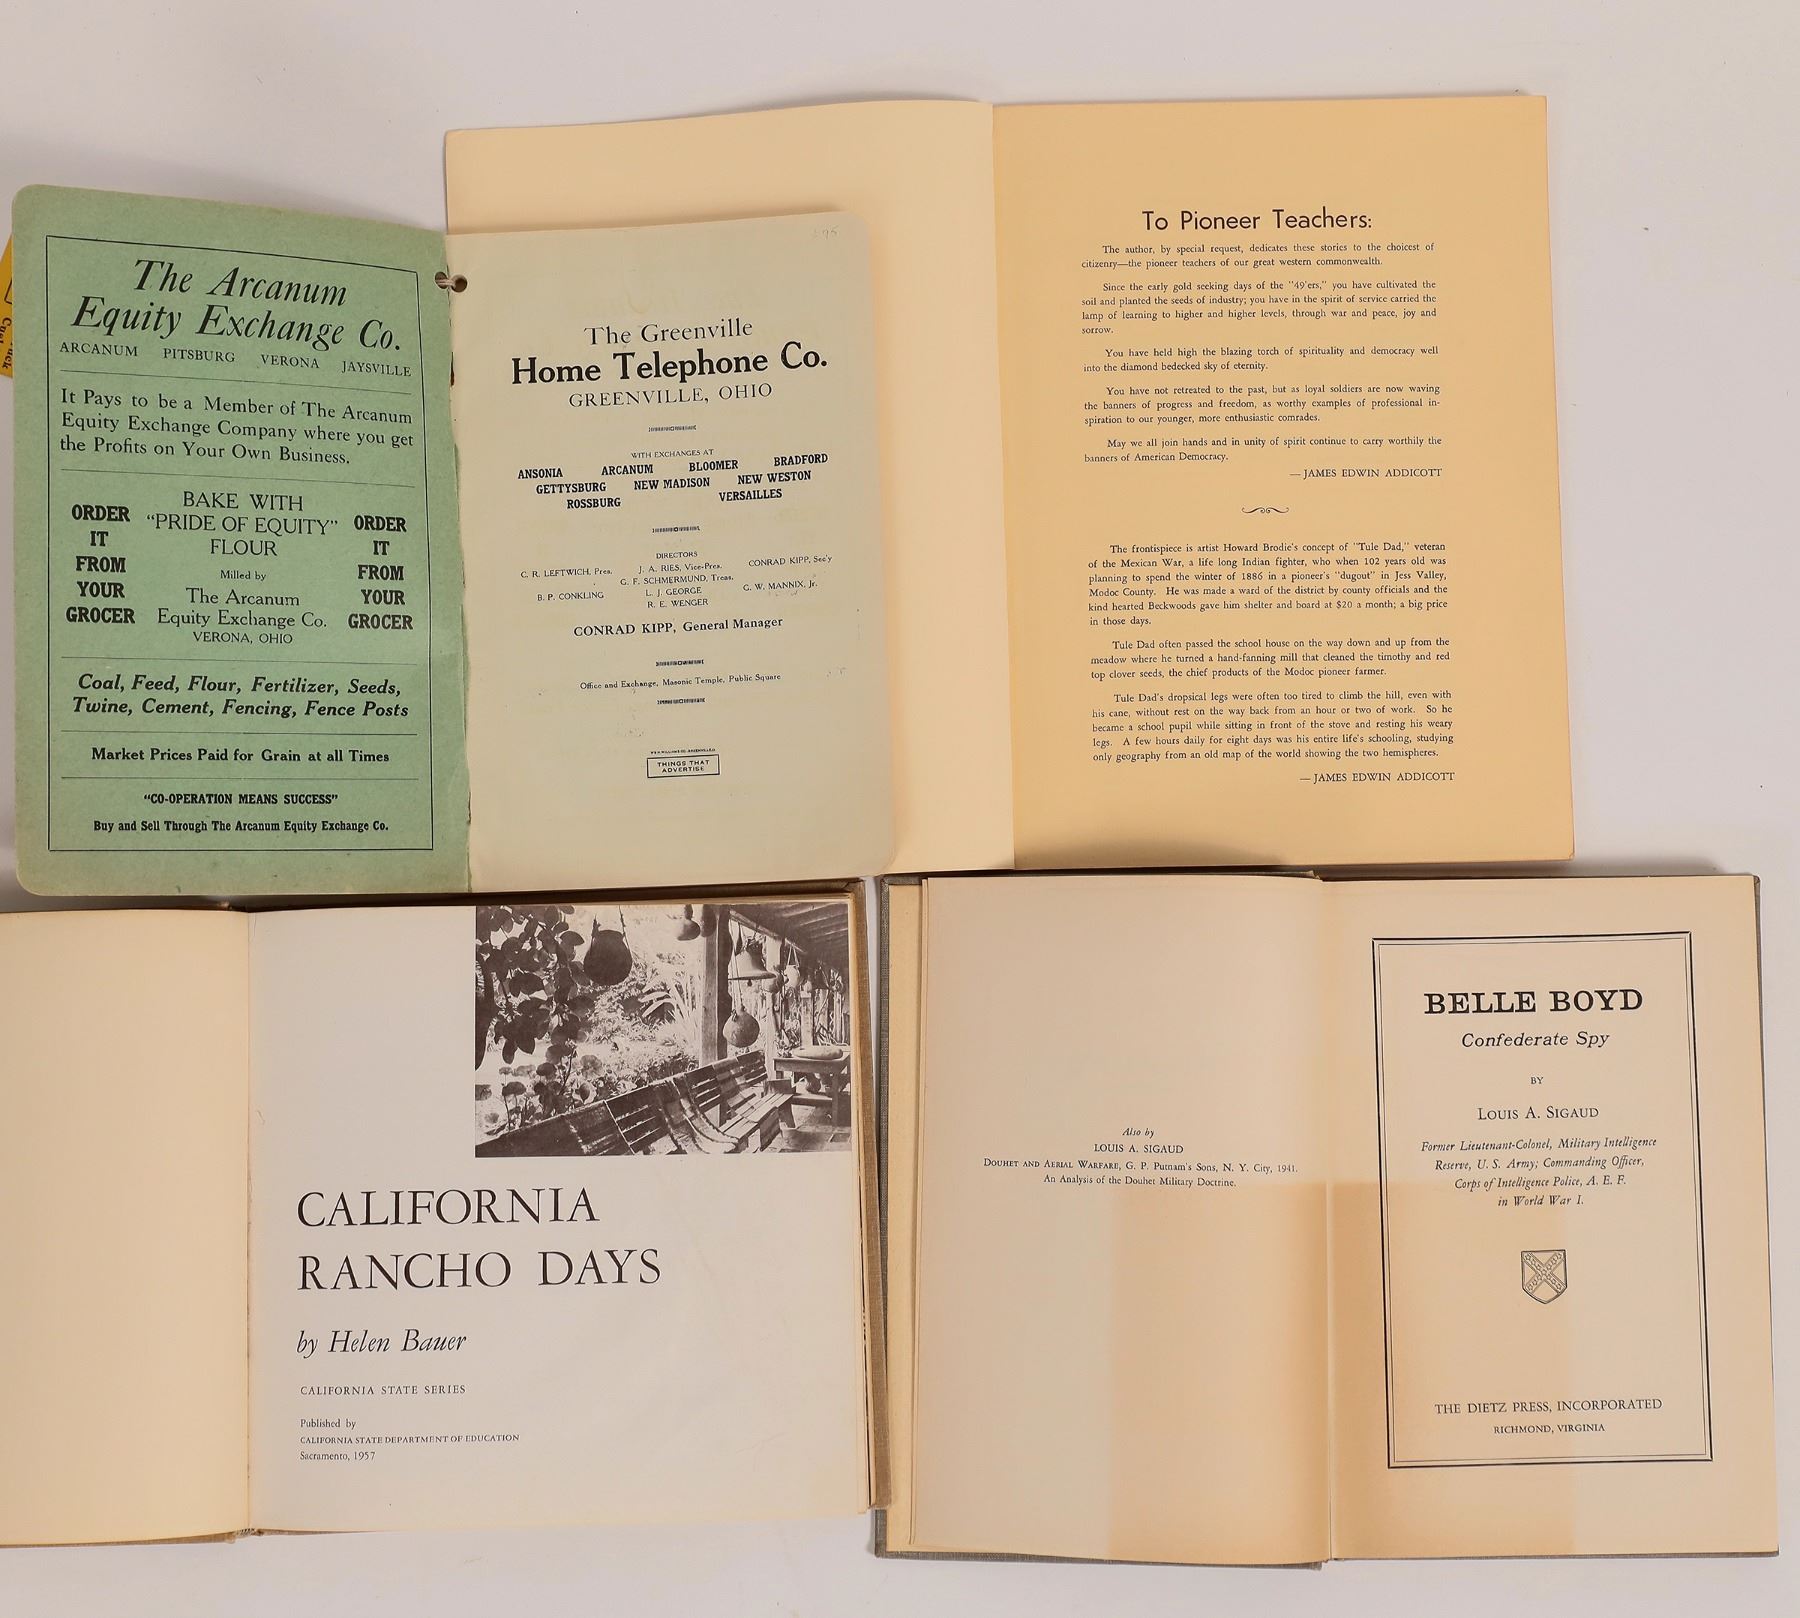 The Arcanum
Equity Exchange Co.
ARCANUM PITSBURG VERONA JAYSVILLE
It Pays to be a Member of The Arcanum
Equity Exchange Company where you get
the Profits on Your Own Business.
ORDER
IT
FROM
YOUR
GROCER
BAKE WITH
"PRIDE OF EQUITY"
FLOUR
Milled by
The Arcanum
Equity Exchange Co.
VERONA, OHIO
ORDER
IT
FROM
YOUR
GROCER
Coal, Feed, Flour, Fertilizer, Seeds,
Twine, Cement, Fencing, Fence Posts
Market Prices Paid for Grain at all Times
"CO-OPERATION MEANS SUCCESS"
Buy and Sell Through The Arcanum Equity Exchange Co.
The Greenville
Home Telephone Co.
GREENVILLE, OHIO
WITH EXCHANGES AT
ANSONIA ARCANUM BLOOMER BRADFORD
GETTYSBURG NEW MADISON NEW WESTON
ROSSBURG VERSAILLES
DIRECTORS
C. R. LEFTWICH, Pres. J. A. RIES, Vice-Pres. CONRAD KIPP, Sec'y
G. F. SCHMERMUND, Treas.
B. P. CONKLING L. J. GEORGE G. W. MANNIX, Jr.
R. E. WENGER
CONRAD KIPP, General Manager
Office and Exchange, Masonic Temple, Public Square
THINGS THAT
ADVERTISE
To Pioneer Teachers:
The author, by special request, dedicates these stories to the choicest of
citizenry—the pioneer teachers of our great western commonwealth.
Since the early gold seeking days of the "49'ers," you have cultivated the
soil and planted the seeds of industry; you have in the spirit of service carried the
lamp of learning to higher and higher levels, through war and peace, joy and
sorrow.
You have held high the blazing torch of spirituality and democracy well
into the diamond bedecked sky of eternity.
You have not retreated to the past, but as loyal soldiers are now waving
the banners of progress and freedom, as worthy examples of professional in-
spiration to our younger, more enthusiastic comrades.
May we all join hands and in unity of spirit continue to carry worthily the
banners of American Democracy.
—JAMES EDWIN ADDICOTT
The frontispiece is artist Howard Brodie's concept of "Tule Dad," veteran
of the Mexican War, a life long Indian fighter, who when 102 years old was
planning to spend the winter of 1886 in a pioneer's "dugout" in Jess Valley,
Modoc County. He was made a ward of the district by county officials and the
kind hearted Beckwoods gave him shelter and board at $20 a month; a big price
in those days.
Tule Dad often passed the school house on the way down and up from the
meadow where he turned a hand-fanning mill that cleaned the timothy and red
top clover seeds, the chief products of the Modoc pioneer farmer.
Tule Dad's dropsical legs were often too tired to climb the hill, even with
his cane, without rest on the way back from an hour or two of work. So he
became a school pupil while sitting in front of the stove and resting his weary
legs. A few hours daily for eight days was his entire life's schooling, studying
only geography from an old map of the world showing the two hemispheres.
—JAMES EDWIN ADDICOTT
CALIFORNIA
RANCHO DAYS
by Helen Bauer
CALIFORNIA STATE SERIES
Published by
CALIFORNIA STATE DEPARTMENT OF EDUCATION
Sacramento, 1957
Also by
LOUIS A. SIGAUD
DOUHET AND AERIAL WARFARE, G. P. Putnam's Sons, N. Y. City, 1941.
An Analysis of the Douhet Military Doctrine.
BELLE BOYD
Confederate Spy
BY
LOUIS A. SIGAUD
Former Lieutenant-Colonel, Military Intelligence
Reserve, U. S. Army; Commanding Officer,
Corps of Intelligence Police, A. E. F.
in World War I.
THE DIETZ PRESS, INCORPORATED
RICHMOND, VIRGINIA